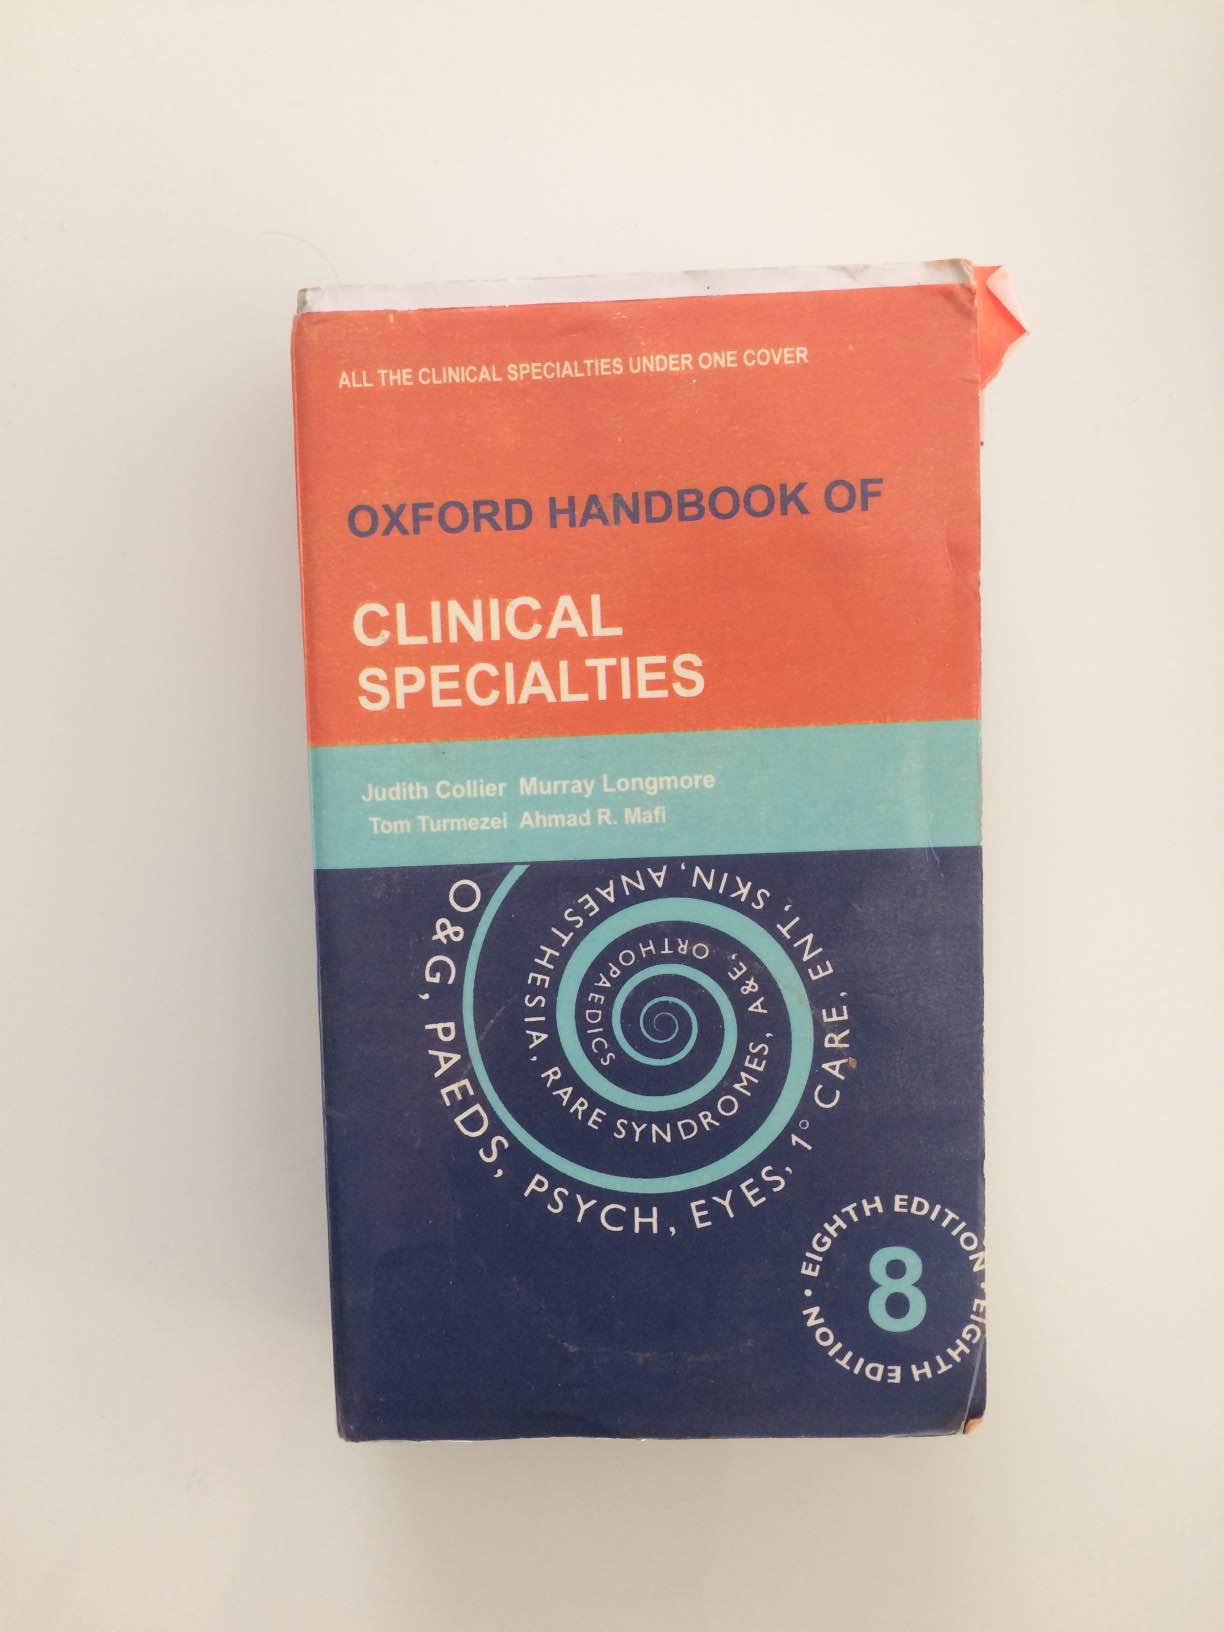 ALL THE CLINICAL SPECIALTIES UNDER ONE COVER
OXFORD HANDBOOK OF
CLINICAL
SPECIALTIES
Judith Collier Murray Longmore
Tom Turmezei Ahmad R. Mafi
O&G, PAEDS, PSYCH, EYES, 1° CARE, ENT, SKIN, ANAESTHESIA, RARE SYNDROMES, A&E, ORTHOPAEDICS
EIGHTH EDITION · EIGHTH EDITION ·
8